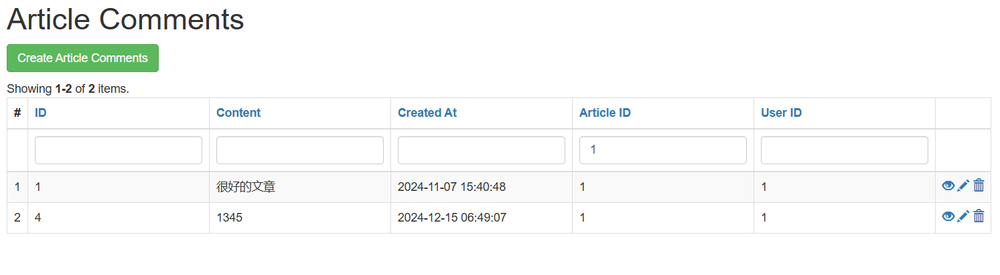 Article Comments
Create Article Comments
Showing 1-2 of 2 items.
# ID Content Created At Article ID User ID
1
1 1 很好的文章 2024-11-07 15:40:48 1 1
2 4 1345 2024-12-15 06:49:07 1 1